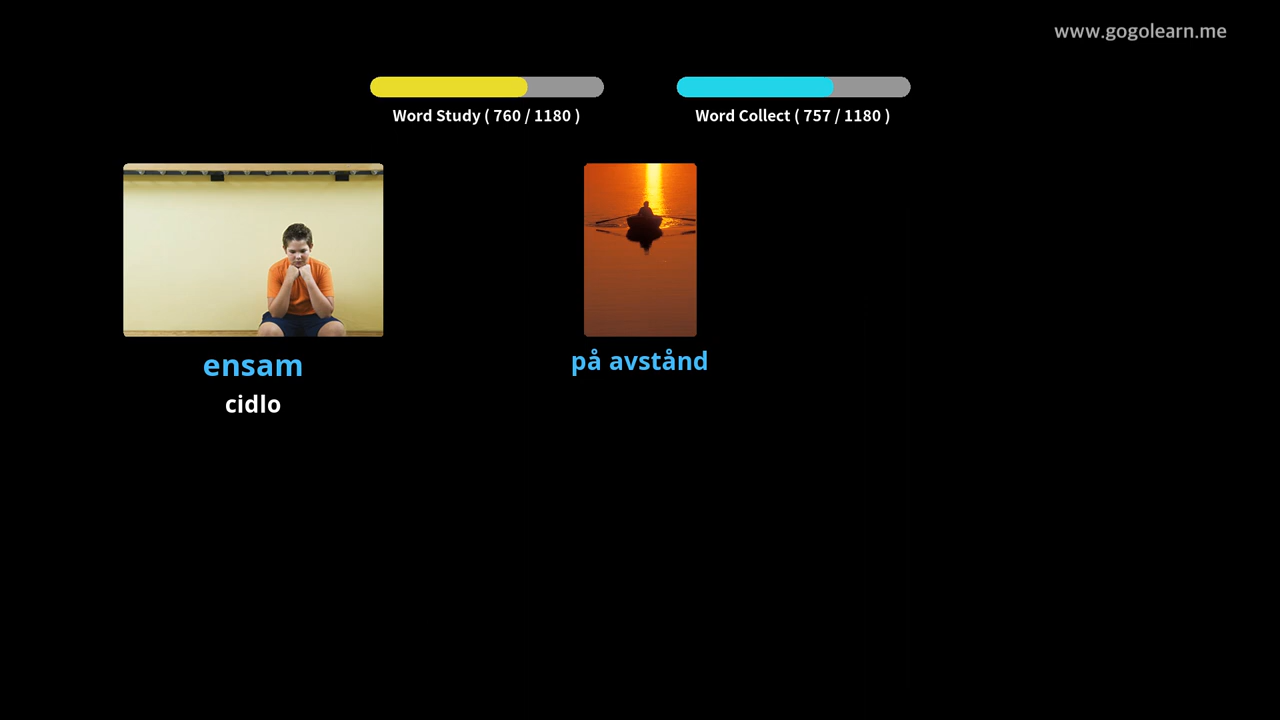 www.gogolearn.me
Word Study ( 760 / 1180 )
Word Collect ( 757 / 1180 )
ensam
cidlo
på avstånd